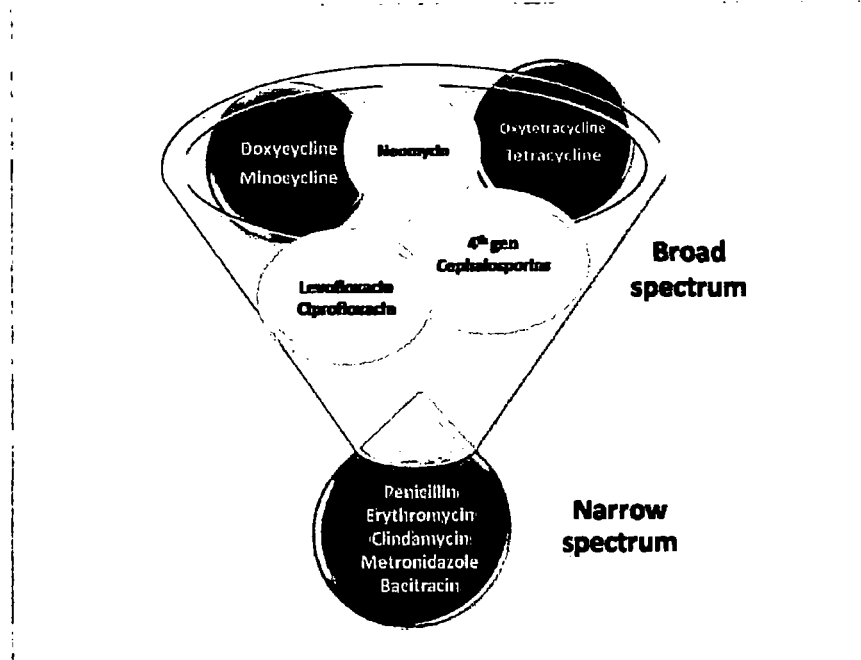 Doxycycline
Minocycline
Neomycin
Oxytetracycline
Tetracycline
Levofloxacin
Ciprofloxacin
4th gen
Cephalosporins
Broad
spectrum
Penicillin
Erythromycin
Clindamycin
Metronidazole
Bacitracin
Narrow
spectrum